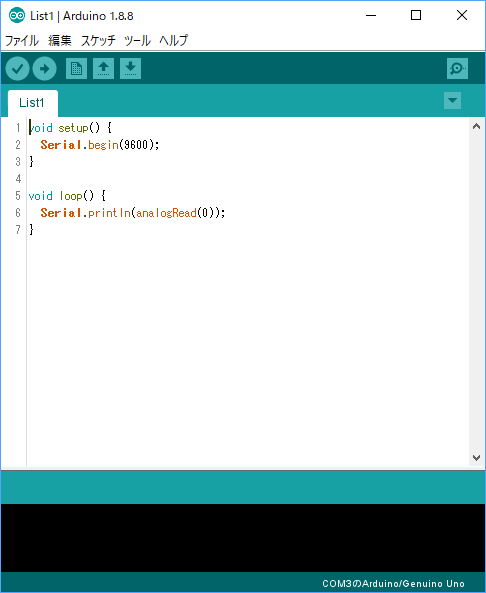 List1 | Arduino 1.8.8
ファイル 編集 スケッチ ツール ヘルプ
List1
1 void setup() {
2   Serial.begin(9600);
3 }
4
5 void loop() {
6   Serial.println(analogRead(0));
7 }
COM3のArduino/Genuino Uno